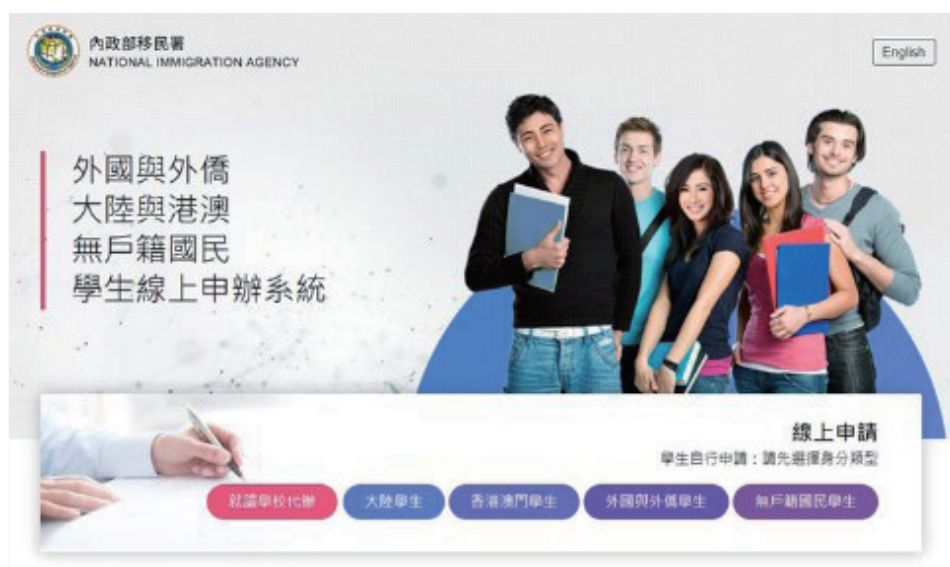 內政部移民署
NATIONAL IMMIGRATION AGENCY
English
外國與外僑
大陸與港澳
無戶籍國民
學生線上申辦系統
線上申請
學生自行申請：請先選擇身分類型
就讀學校代辦
大陸學生
香港澳門學生
外國與外僑學生
無戶籍國民學生